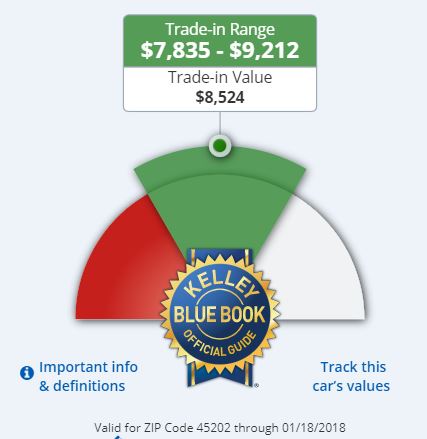 Trade-in Range
$7,835 - $9,212
Trade-in Value
$8,524
KELLEY
BLUE BOOK
OFFICIAL GUIDE
®
Important info
& definitions
Track this
car's values
Valid for ZIP Code 45202 through 01/18/2018